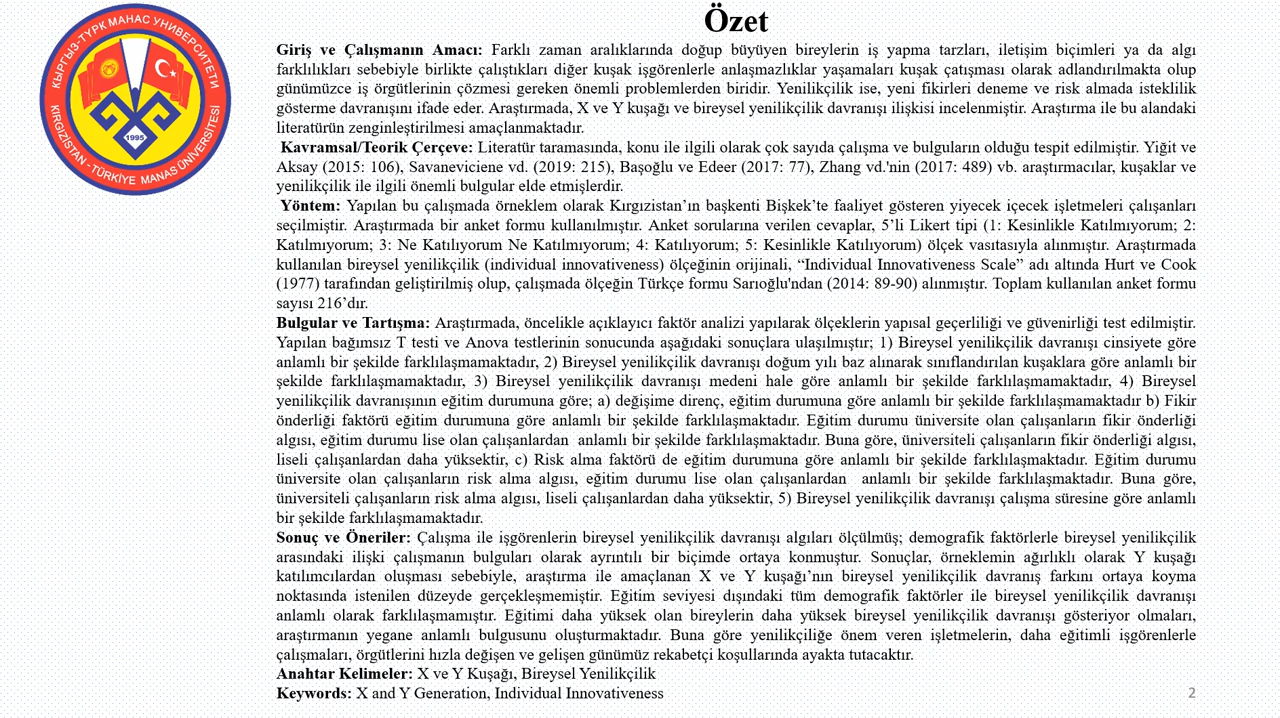 Özet
КЫРГЫЗ-ТҮРК МАНАС УНИВЕРСИТЕТИ
KIRGIZİSTAN - TÜRKİYE MANAS ÜNİVERSİTESİ
1995
Giriş ve Çalışmanın Amacı: Farklı zaman aralıklarında doğup büyüyen bireylerin iş yapma tarzları, iletişim biçimleri ya da algı
farklılıkları sebebiyle birlikte çalıştıkları diğer kuşak işgörenlerle anlaşmazlıklar yaşamaları kuşak çatışması olarak adlandırılmakta olup
günümüzce iş örgütlerinin çözmesi gereken önemli problemlerden biridir. Yenilikçilik ise, yeni fikirleri deneme ve risk almada isteklilik
gösterme davranışını ifade eder. Araştırmada, X ve Y kuşağı ve bireysel yenilikçilik davranışı ilişkisi incelenmiştir. Araştırma ile bu alandaki
literatürün zenginleştirilmesi amaçlanmaktadır.
Kavramsal/Teorik Çerçeve: Literatür taramasında, konu ile ilgili olarak çok sayıda çalışma ve bulguların olduğu tespit edilmiştir. Yiğit ve
Aksay (2015: 106), Savaneviciene vd. (2019: 215), Başoğlu ve Edeer (2017: 77), Zhang vd.'nin (2017: 489) vb. araştırmacılar, kuşaklar ve
yenilikçilik ile ilgili önemli bulgular elde etmişlerdir.
Yöntem: Yapılan bu çalışmada örneklem olarak Kırgızistan’ın başkenti Bişkek’te faaliyet gösteren yiyecek içecek işletmeleri çalışanları
seçilmiştir. Araştırmada bir anket formu kullanılmıştır. Anket sorularına verilen cevaplar, 5’li Likert tipi (1: Kesinlikle Katılmıyorum; 2:
Katılmıyorum; 3: Ne Katılıyorum Ne Katılmıyorum; 4: Katılıyorum; 5: Kesinlikle Katılıyorum) ölçek vasıtasıyla alınmıştır. Araştırmada
kullanılan bireysel yenilikçilik (individual innovativeness) ölçeğinin orijinali, “Individual Innovativeness Scale” adı altında Hurt ve Cook
(1977) tarafından geliştirilmiş olup, çalışmada ölçeğin Türkçe formu Sarıoğlu'ndan (2014: 89-90) alınmıştır. Toplam kullanılan anket formu
sayısı 216’dır.
Bulgular ve Tartışma: Araştırmada, öncelikle açıklayıcı faktör analizi yapılarak ölçeklerin yapısal geçerliliği ve güvenirliği test edilmiştir.
Yapılan bağımsız T testi ve Anova testlerinin sonucunda aşağıdaki sonuçlara ulaşılmıştır; 1) Bireysel yenilikçilik davranışı cinsiyete göre
anlamlı bir şekilde farklılaşmamaktadır, 2) Bireysel yenilikçilik davranışı doğum yılı baz alınarak sınıflandırılan kuşaklara göre anlamlı bir
şekilde farklılaşmamaktadır, 3) Bireysel yenilikçilik davranışı medeni hale göre anlamlı bir şekilde farklılaşmamaktadır, 4) Bireysel
yenilikçilik davranışının eğitim durumuna göre; a) değişime direnç, eğitim durumuna göre anlamlı bir şekilde farklılaşmamaktadır b) Fikir
önderliği faktörü eğitim durumuna göre anlamlı bir şekilde farklılaşmaktadır. Eğitim durumu üniversite olan çalışanların fikir önderliği
algısı, eğitim durumu lise olan çalışanlardan anlamlı bir şekilde farklılaşmaktadır. Buna göre, üniversiteli çalışanların fikir önderliği algısı,
liseli çalışanlardan daha yüksektir, c) Risk alma faktörü de eğitim durumuna göre anlamlı bir şekilde farklılaşmaktadır. Eğitim durumu
üniversite olan çalışanların risk alma algısı, eğitim durumu lise olan çalışanlardan anlamlı bir şekilde farklılaşmaktadır. Buna göre,
üniversiteli çalışanların risk alma algısı, liseli çalışanlardan daha yüksektir, 5) Bireysel yenilikçilik davranışı çalışma süresine göre anlamlı
bir şekilde farklılaşmamaktadır.
Sonuç ve Öneriler: Çalışma ile işgörenlerin bireysel yenilikçilik davranışı algıları ölçülmüş; demografik faktörlerle bireysel yenilikçilik
arasındaki ilişki çalışmanın bulguları olarak ayrıntılı bir biçimde ortaya konmuştur. Sonuçlar, örneklemin ağırlıklı olarak Y kuşağı
katılımcılardan oluşması sebebiyle, araştırma ile amaçlanan X ve Y kuşağı’nın bireysel yenilikçilik davranış farkını ortaya koyma
noktasında istenilen düzeyde gerçekleşmemiştir. Eğitim seviyesi dışındaki tüm demografik faktörler ile bireysel yenilikçilik davranışı
anlamlı olarak farklılaşmamıştır. Eğitimi daha yüksek olan bireylerin daha yüksek bireysel yenilikçilik davranışı gösteriyor olmaları,
araştırmanın yegane anlamlı bulgusunu oluşturmaktadır. Buna göre yenilikçiliğe önem veren işletmelerin, daha eğitimli işgörenlerle
çalışmaları, örgütlerini hızla değişen ve gelişen günümüz rekabetçi koşullarında ayakta tutacaktır.
Anahtar Kelimeler: X ve Y Kuşağı, Bireysel Yenilikçilik
Keywords: X and Y Generation, Individual Innovativeness
2